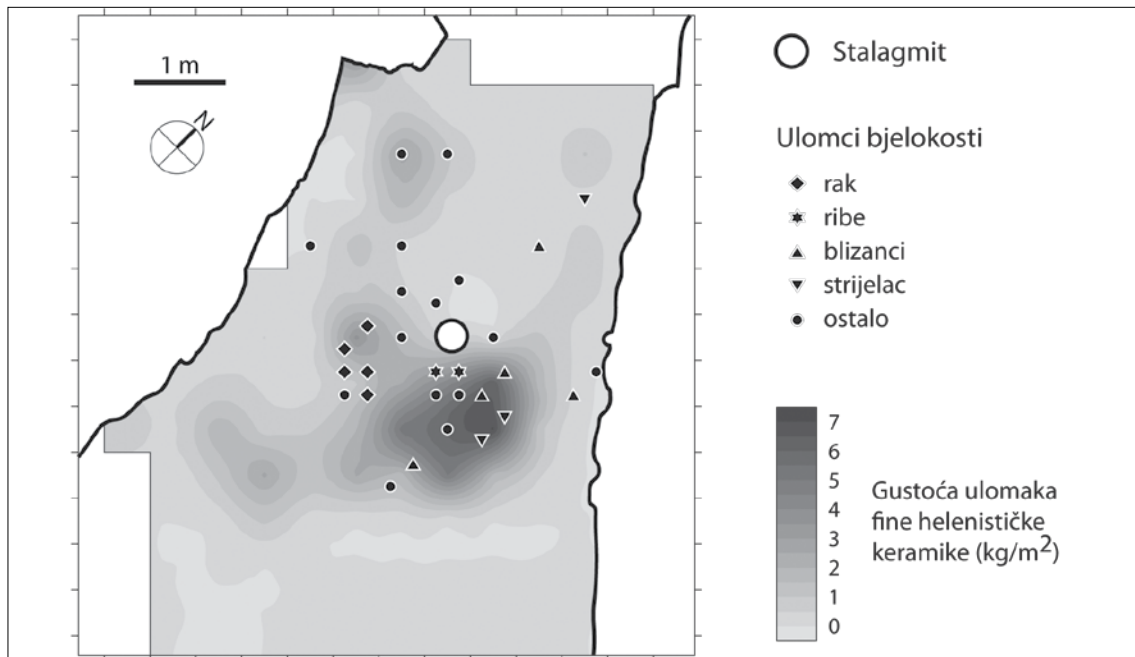 1 m
N
Stalagmit
Ulomci bjelokosti
rak
ribe
blizanci
strijelac
ostalo
7
6
5
4
3
2
1
0
Gustoća ulomaka
fine helenističke
keramike (kg/m²)